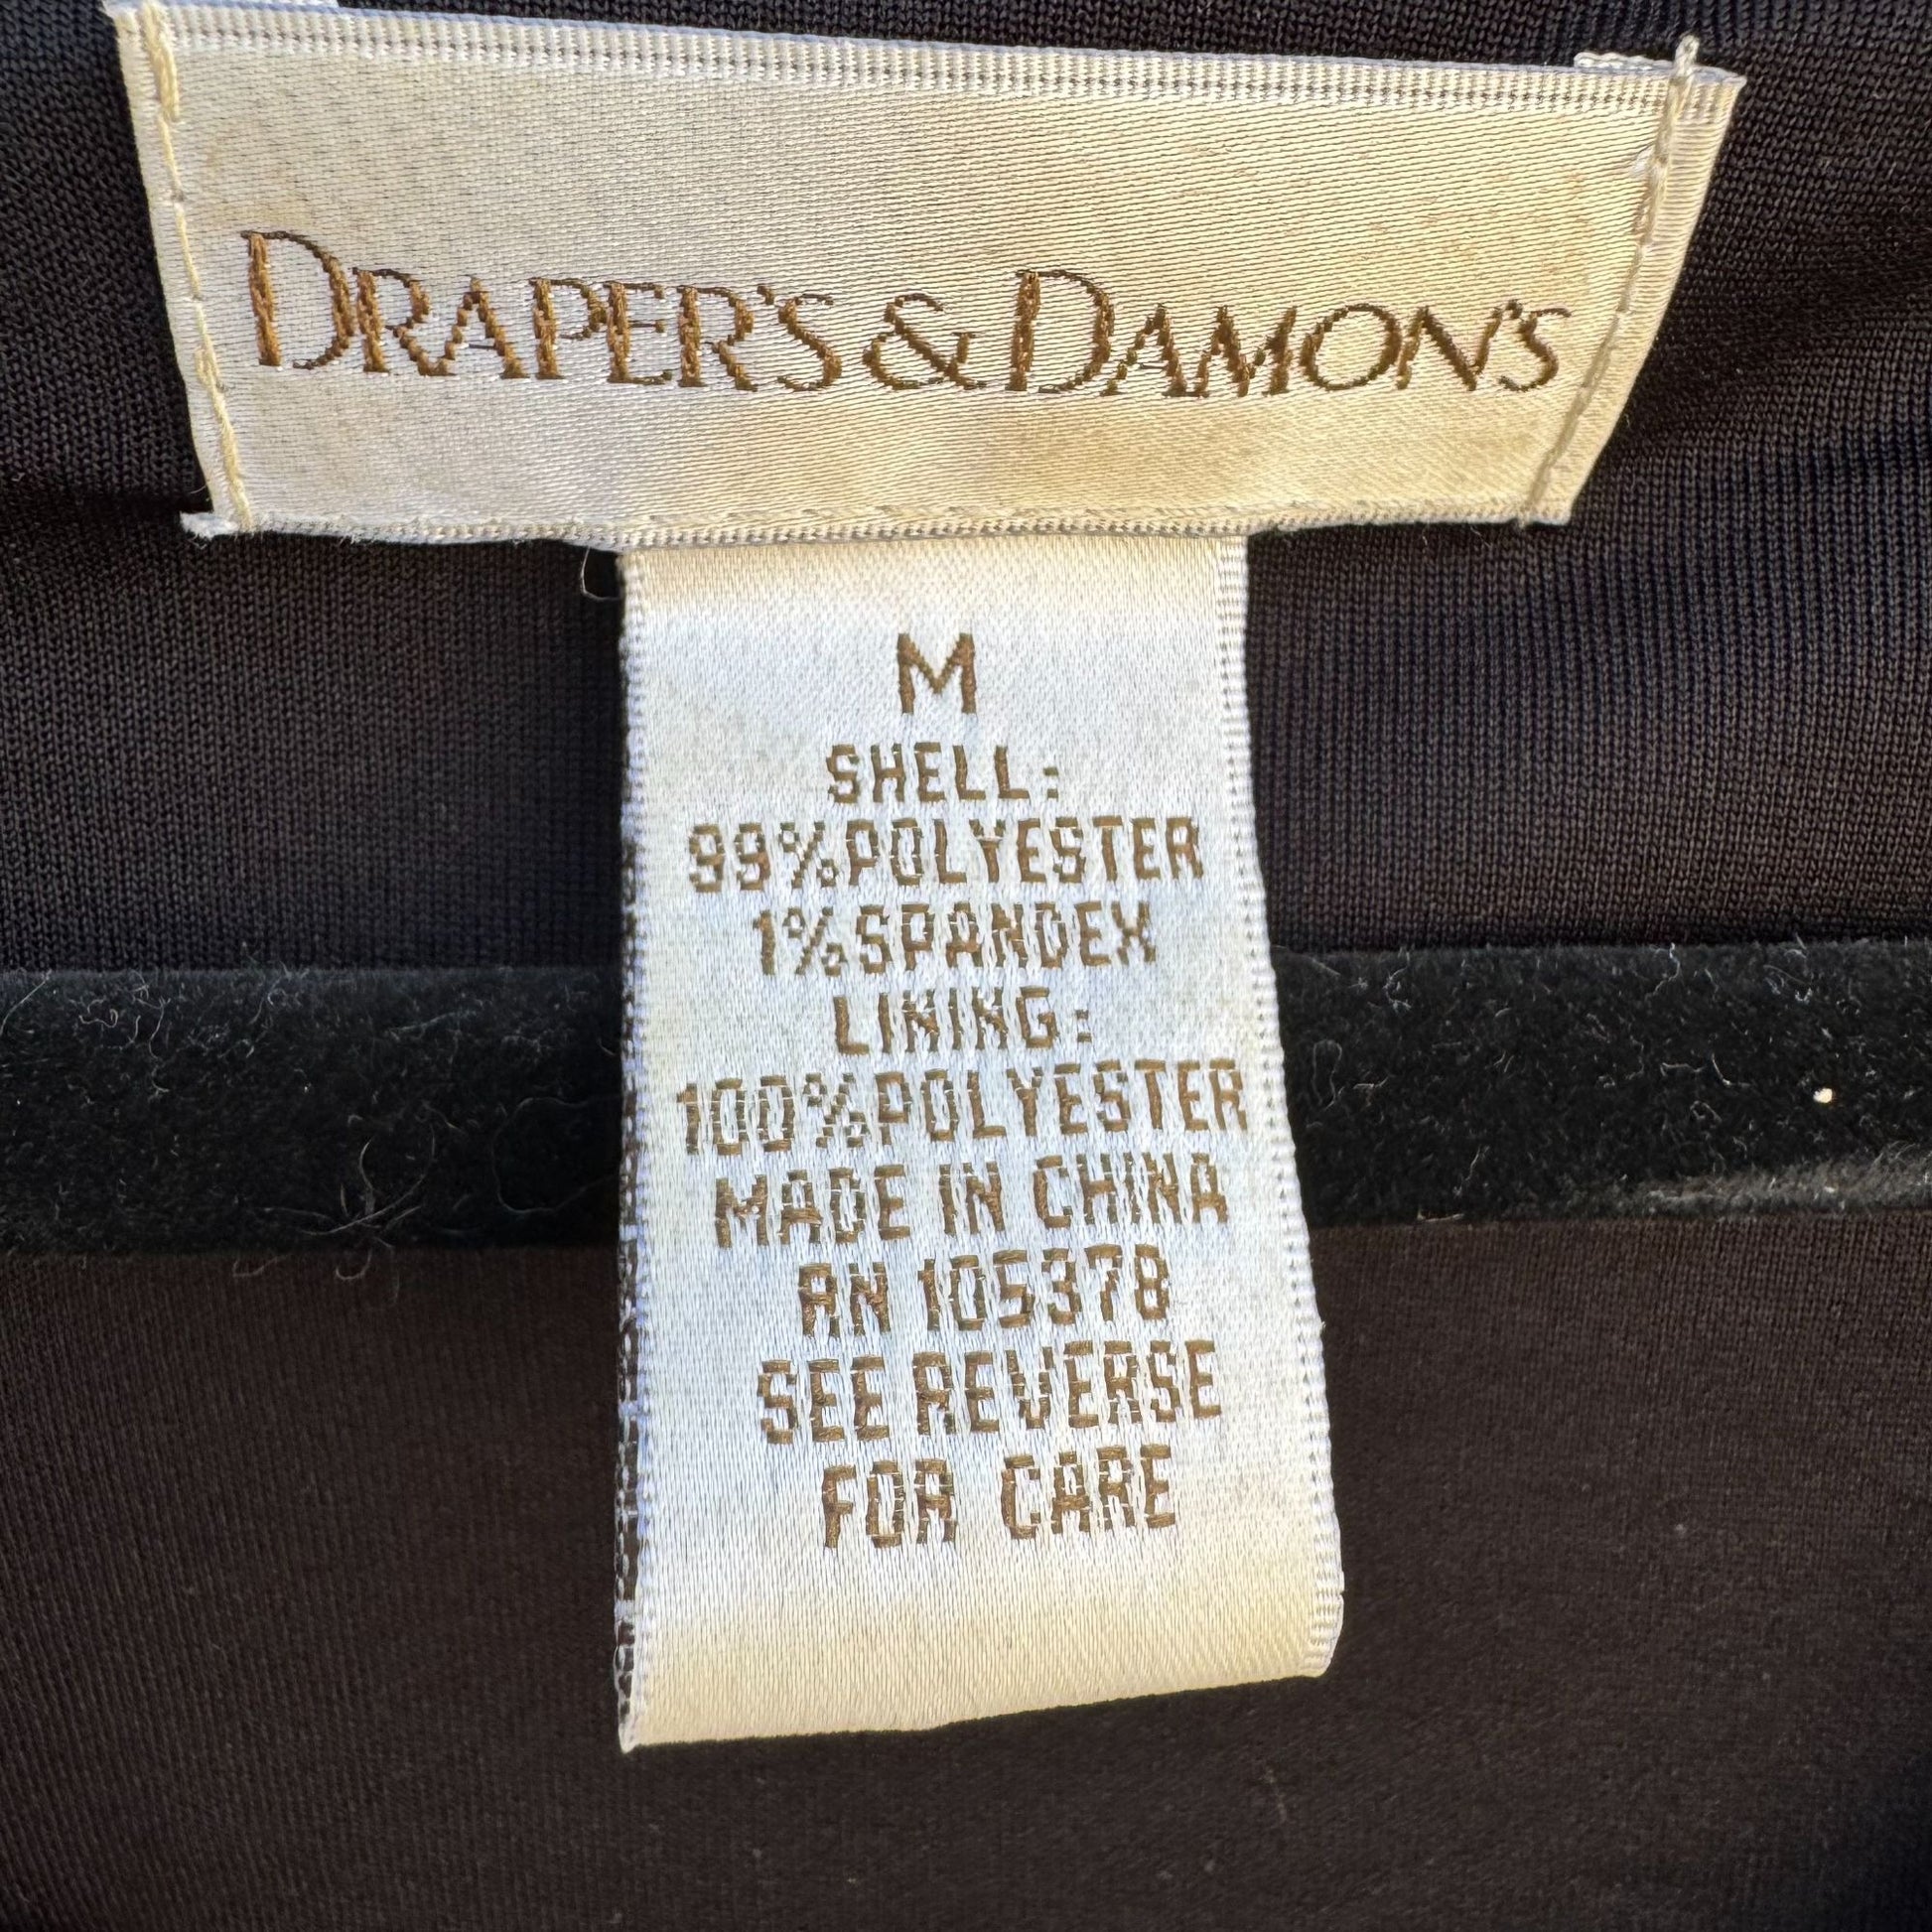 DRAPER'S & DAMON'S
M
SHELL:
99%POLYESTER
1%SPANDEX
LINING:
100%POLYESTER
MADE IN CHINA
RN 105378
SEE REVERSE
FOR CARE